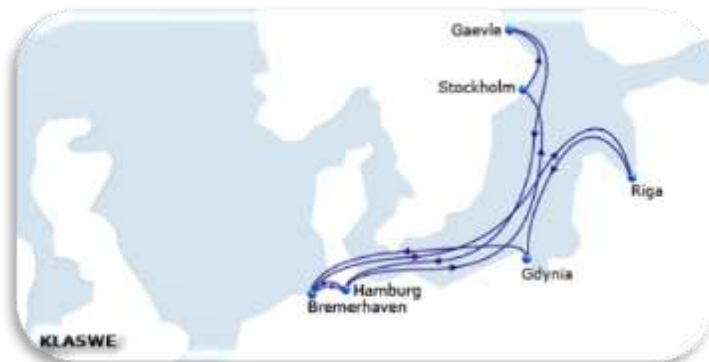 Gaevle
Stockholm
Riga
Gdynia
Hamburg
Bremerhaven
KLASWE